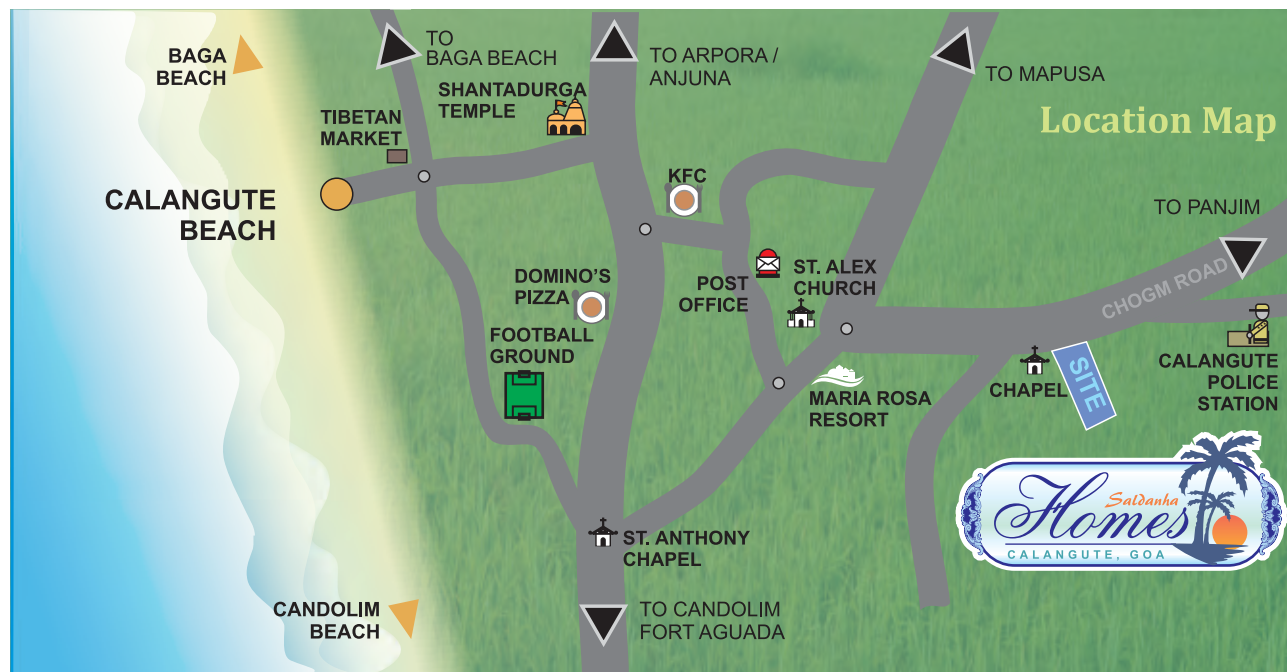 BAGA
BEACH
TO
BAGA BEACH
TO ARPORA /
ANJUNA
TO MAPUSA
SHANTADURGA
TEMPLE
TIBETAN
MARKET
Location Map
CALANGUTE
BEACH
KFC
TO PANJIM
DOMINO'S
PIZZA
POST
OFFICE
ST. ALEX
CHURCH
CHOGM ROAD
FOOTBALL
GROUND
MARIA ROSA
RESORT
CHAPEL
SITE
CALANGUTE
POLICE
STATION
Saldanha
Homes
CALANGUTE, GOA
ST. ANTHONY
CHAPEL
CANDOLIM
BEACH
TO CANDOLIM
FORT AGUADA